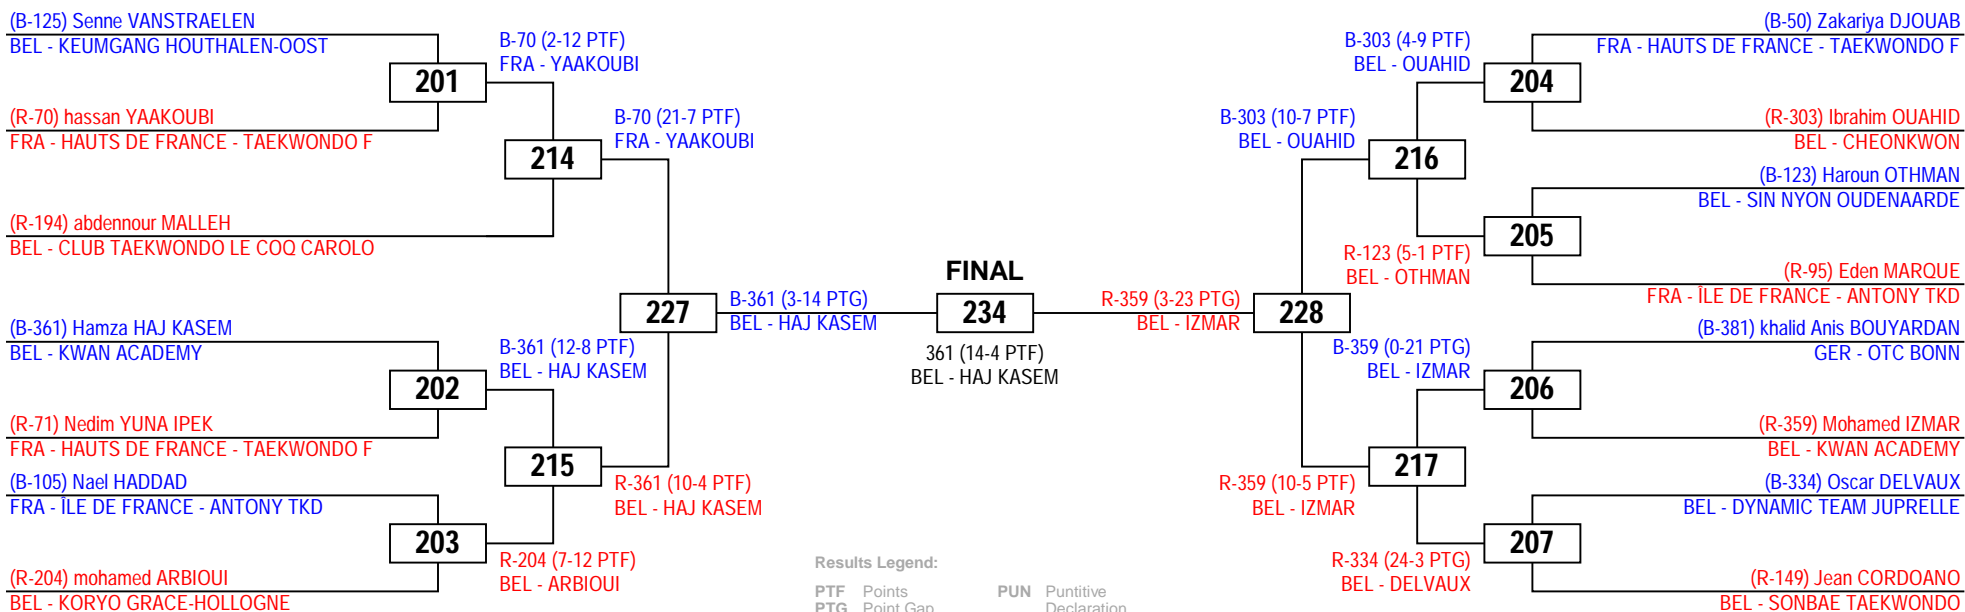 (B-125) Senne VANSTRAELEN
BEL - KEUMGANG HOUTHALEN-OOST
201
(R-70) hassan YAAKOUBI
FRA - HAUTS DE FRANCE - TAEKWONDO F
B-70 (2-12 PTF)
FRA - YAAKOUBI
214
(R-194) abdennour MALLEH
BEL - CLUB TAEKWONDO LE COQ CAROLO
B-70 (21-7 PTF)
FRA - YAAKOUBI
227
(B-361) Hamza HAJ KASEM
BEL - KWAN ACADEMY
202
(R-71) Nedim YUNA IPEK
FRA - HAUTS DE FRANCE - TAEKWONDO F
B-361 (12-8 PTF)
BEL - HAJ KASEM
215
(B-105) Nael HADDAD
FRA - ÎLE DE FRANCE - ANTONY TKD
203
(R-204) mohamed ARBIOUI
BEL - KORYO GRACE-HOLLOGNE
R-204 (7-12 PTF)
BEL - ARBIOUI
R-361 (10-4 PTF)
BEL - HAJ KASEM
B-361 (3-14 PTG)
BEL - HAJ KASEM
FINAL
234
361 (14-4 PTF)
BEL - HAJ KASEM
R-359 (3-23 PTG)
BEL - IZMAR
228
B-303 (10-7 PTF)
BEL - OUAHID
216
B-303 (4-9 PTF)
BEL - OUAHID
204
(B-50) Zakariya DJOUAB
FRA - HAUTS DE FRANCE - TAEKWONDO F
(R-303) Ibrahim OUAHID
BEL - CHEONKWON
(B-123) Haroun OTHMAN
BEL - SIN NYON OUDENAARDE
205
R-123 (5-1 PTF)
BEL - OTHMAN
(R-95) Eden MARQUE
FRA - ÎLE DE FRANCE - ANTONY TKD
(B-381) khalid Anis BOUYARDAN
GER - OTC BONN
B-359 (0-21 PTG)
BEL - IZMAR
206
(R-359) Mohamed IZMAR
BEL - KWAN ACADEMY
217
R-359 (10-5 PTF)
BEL - IZMAR
(B-334) Oscar DELVAUX
BEL - DYNAMIC TEAM JUPRELLE
207
R-334 (24-3 PTG)
BEL - DELVAUX
(R-149) Jean CORDOANO
BEL - SONBAE TAEKWONDO
Results Legend:
PTF Points
PUN Puntitive
PTG Point Gap
Declaration